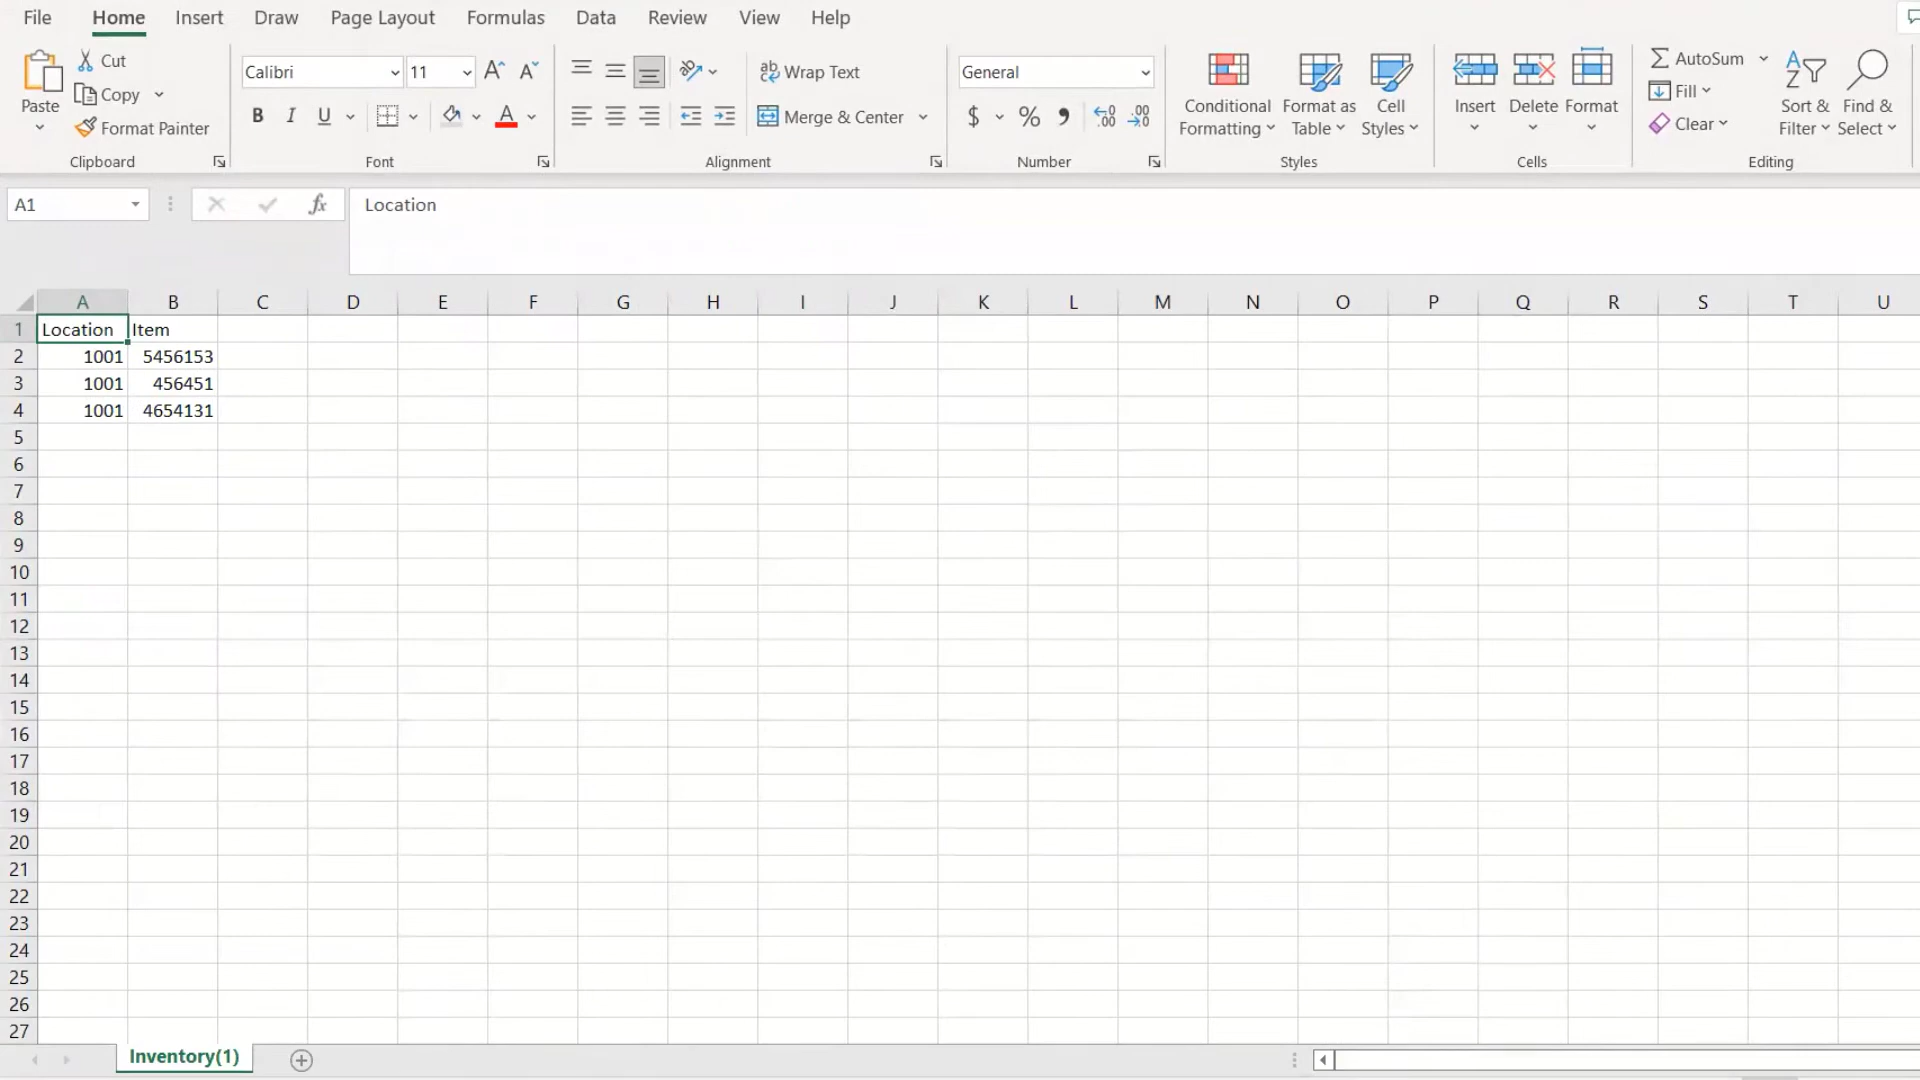 File Home Insert Draw Page Layout Formulas Data Review View Help
Paste
Cut
Copy
Format Painter
Clipboard
Calibri 11
B I U
Font
Wrap Text
Merge & Center
Alignment
General
$ % ,
Number
Conditional Formatting
Format as Table
Cell Styles
Styles
Insert Delete Format
Cells
AutoSum
Fill
Clear
Sort & Filter
Find & Select
Editing
A1 fx Location
A B C D E F G H I J K L M N O P Q R S T U
1 Location Item
2 1001 5456153
3 1001 456451
4 1001 4654131
5
6
7
8
9
10
11
12
13
14
15
16
17
18
19
20
21
22
23
24
25
26
27
Inventory(1)